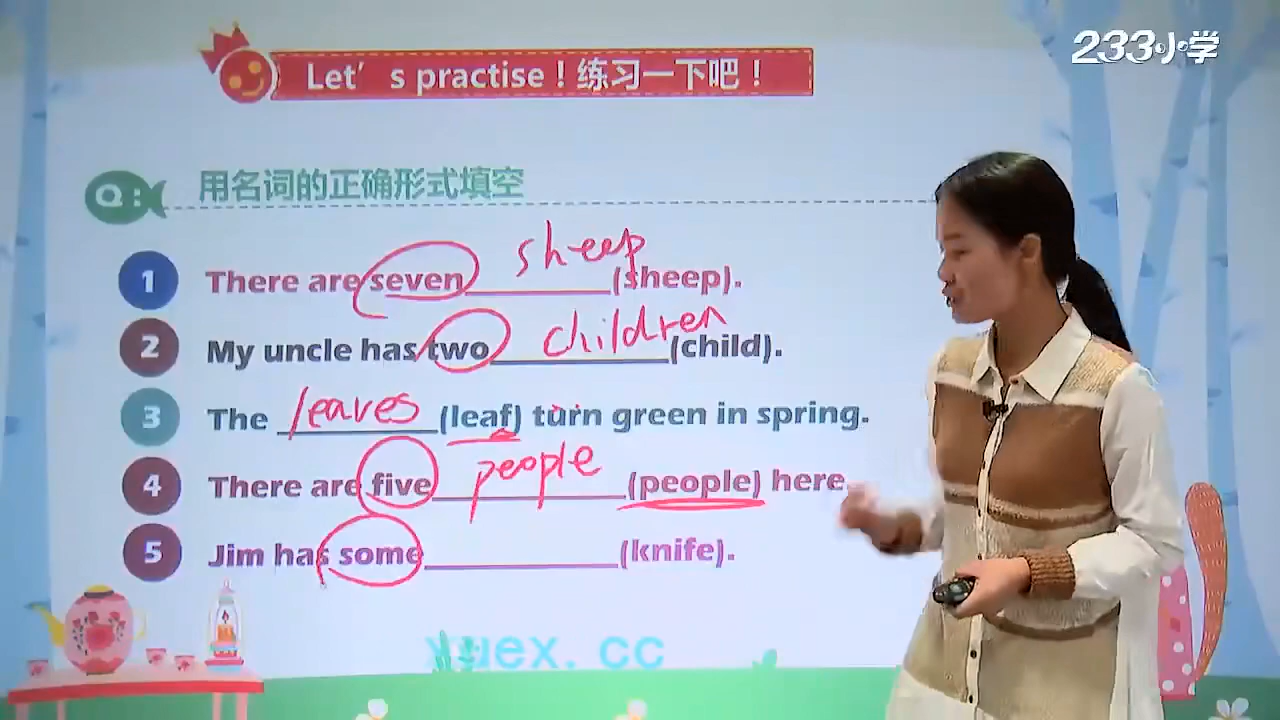 233小学
Let's practise！练习一下吧！
Q: 用名词的正确形式填空
1 There are seven sheep (sheep).
2 My uncle has two children (child).
3 The leaves (leaf) turn green in spring.
4 There are five people (people) here.
5 Jim has some (knife).
xuex.cc